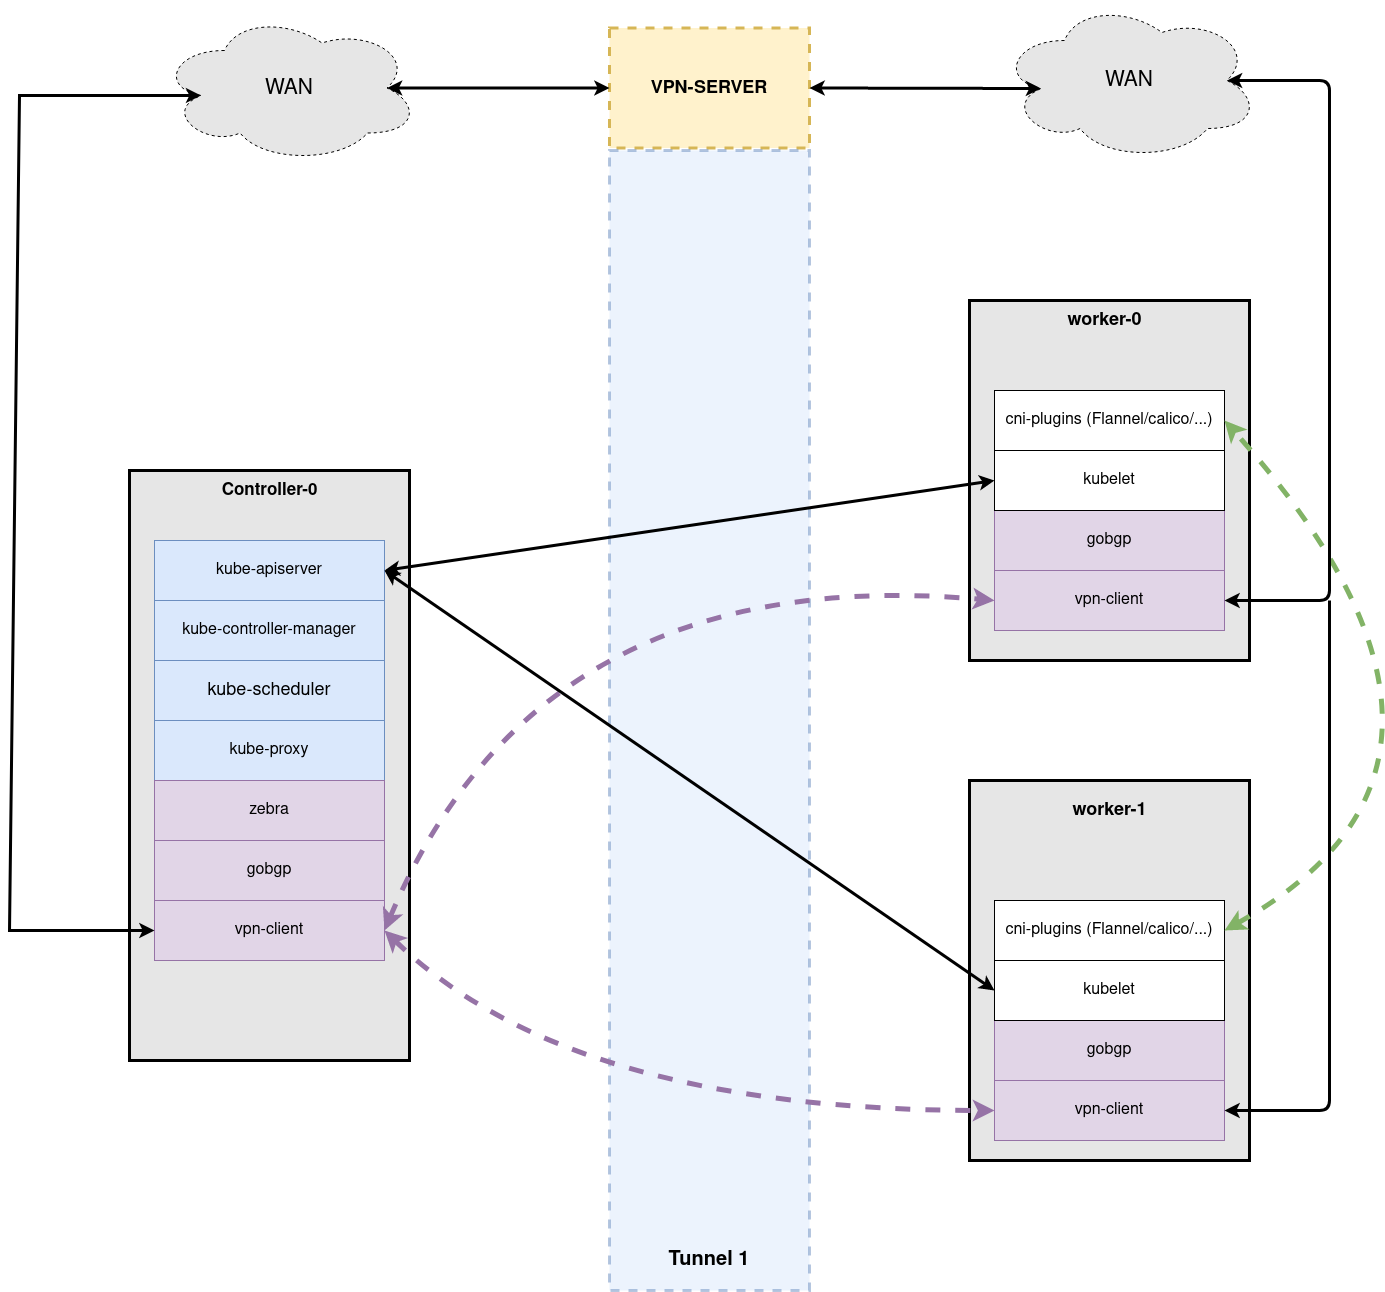 WAN
VPN-SERVER
WAN
worker-0
cni-plugins (Flannel/calico/...)
kubelet
gobgp
vpn-client
Controller-0
kube-apiserver
kube-controller-manager
kube-scheduler
kube-proxy
zebra
gobgp
vpn-client
worker-1
cni-plugins (Flannel/calico/...)
kubelet
gobgp
vpn-client
Tunnel 1